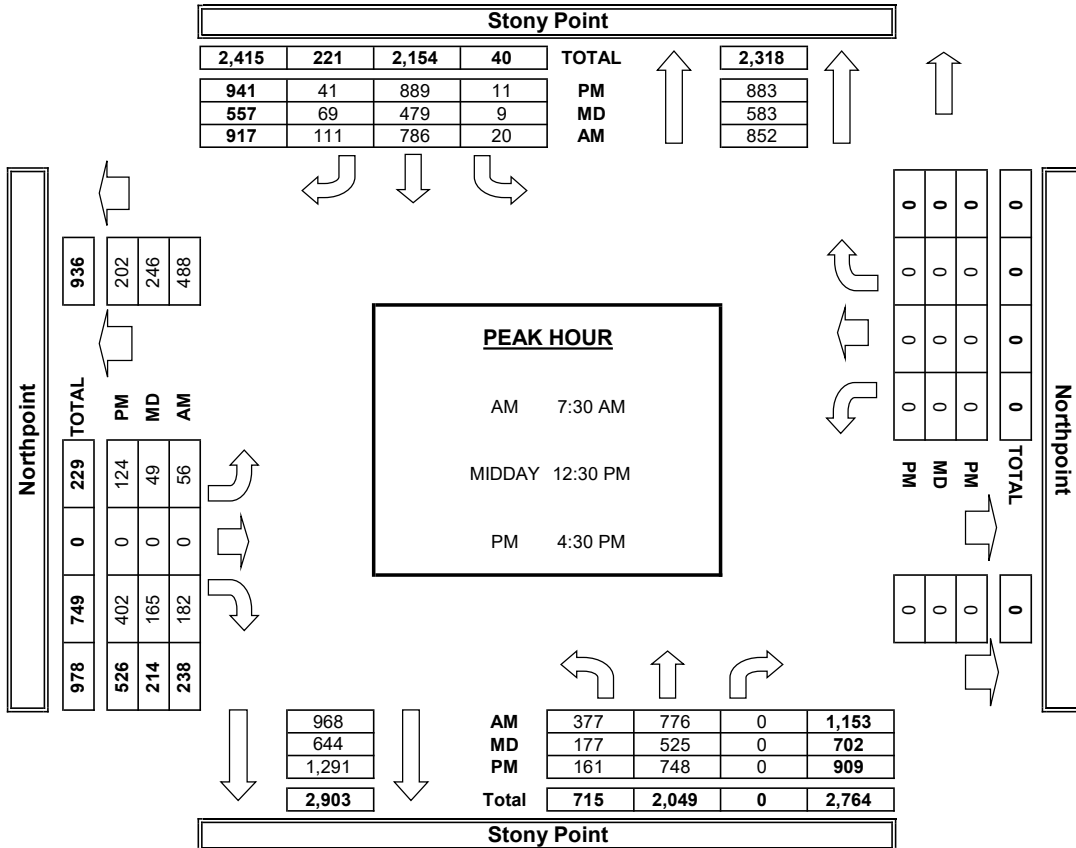 Stony Point
2,415 221 2,154 40 TOTAL 2,318
941 41 889 11 PM 883
557 69 479 9 MD 583
917 111 786 20 AM 852
Northpoint
936 202 246 488
TOTAL PM MD AM
229 124 49 56
0 0 0 0
749 402 165 182
978 526 214 238
PEAK HOUR
AM 7:30 AM
MIDDAY 12:30 PM
PM 4:30 PM
0 0 0 0
0 0 0 0
0 0 0 0
0 0 0 0
PM MD PM TOTAL
0 0 0 0
Northpoint
968 AM 377 776 0 1,153
644 MD 177 525 0 702
1,291 PM 161 748 0 909
2,903 Total 715 2,049 0 2,764
Stony Point